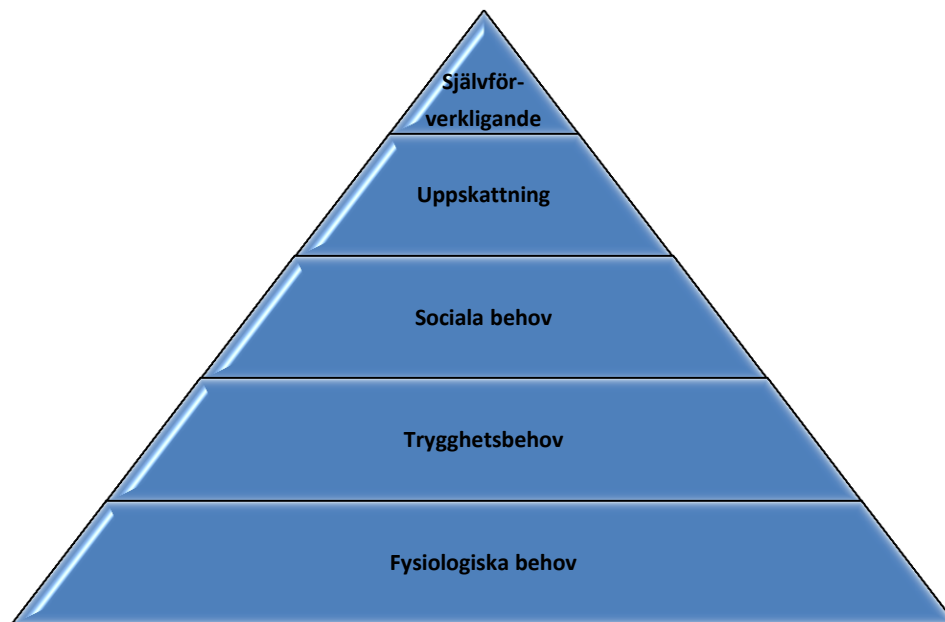 Självför-
verkligande
Uppskattning
Sociala behov
Trygghetsbehov
Fysiologiska behov